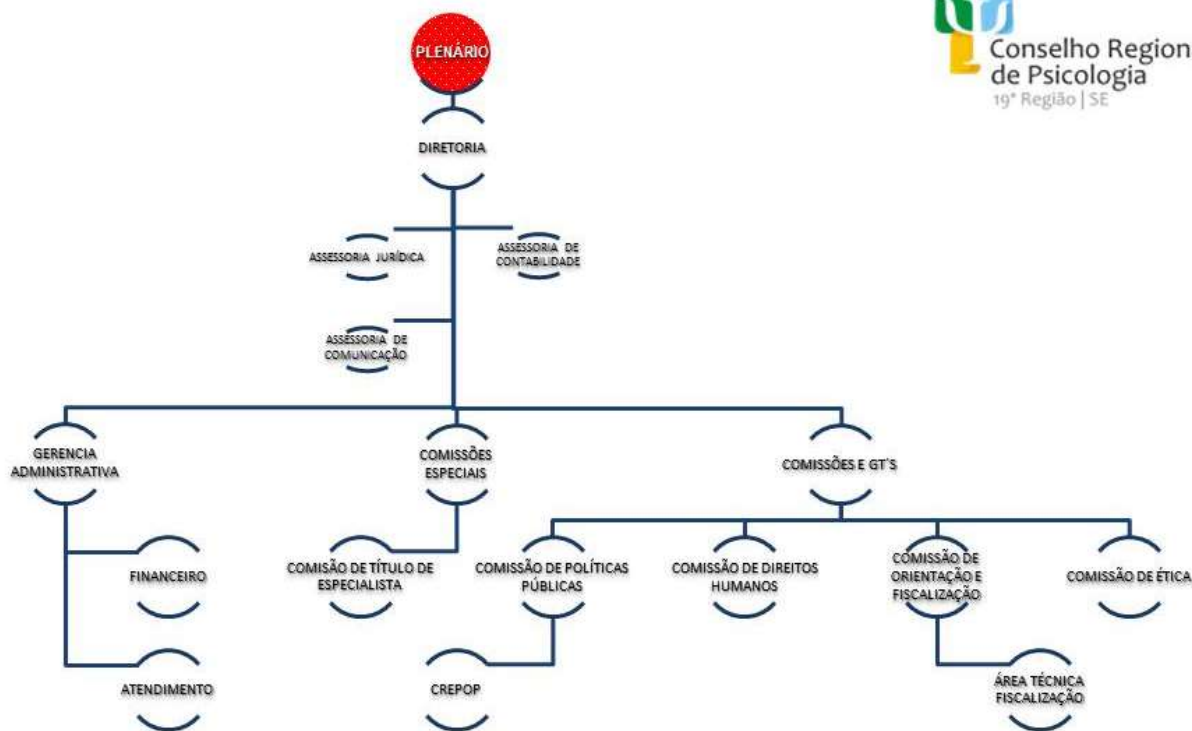 Conselho Region
de Psicologia
19ª Região | SE
PLENÁRIO
DIRETORIA
ASSESSORIA JURÍDICA
ASSESSORIA DE
CONTABILIDADE
ASSESSORIA DE
COMUNICAÇÃO
GERENCIA
ADMINISTRATIVA
COMISSÕES
ESPECIAIS
COMISSÕES E GT´S
FINANCEIRO
COMISÃO DE TÍTULO DE
ESPECIALISTA
COMISSÃO DE POLÍTICAS
PÚBLICAS
COMISSÃO DE DIREITOS
HUMANOS
COMISSÃO DE
ORIENTAÇÃO E
FISCALIZAÇÃO
COMISSÃO DE ÉTICA
ATENDIMENTO
CREPOP
ÁREA TÉCNICA
FISCALIZAÇÃO